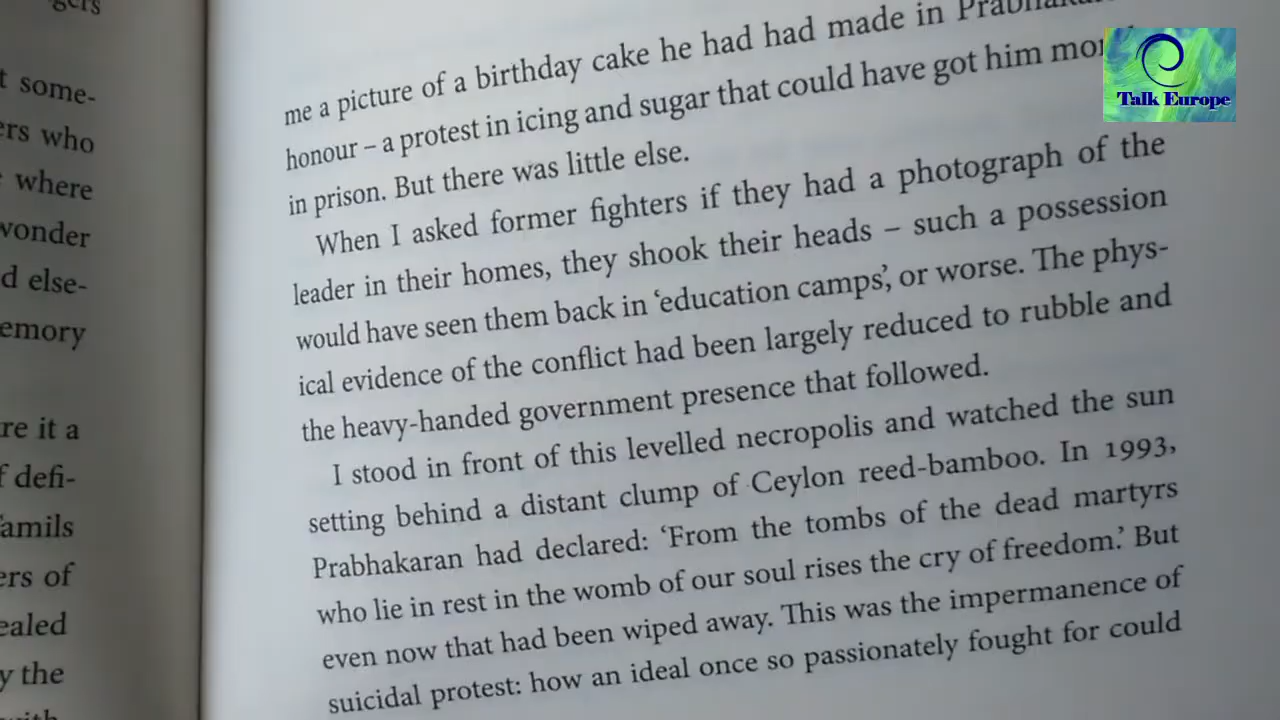 gers
t some-
ers who
where
wonder
d else-
emory
re it a
f defi-
amils
ers of
ealed
y the
me a picture of a birthday cake he had had made in
honour – a protest in icing and sugar that could have got him
in prison. But there was little else.
When I asked former fighters if they had a photograph of the
leader in their homes, they shook their heads – such a possession
would have seen them back in ‘education camps’, or worse. The phys-
ical evidence of the conflict had been largely reduced to rubble and
the heavy-handed government presence that followed.
I stood in front of this levelled necropolis and watched the sun
setting behind a distant clump of Ceylon reed-bamboo. In 1993,
Prabhakaran had declared: ‘From the tombs of the dead martyrs
who lie in rest in the womb of our soul rises the cry of freedom.’ But
even now that had been wiped away. This was the impermanence of
suicidal protest: how an ideal once so passionately fought for could
Talk Europe